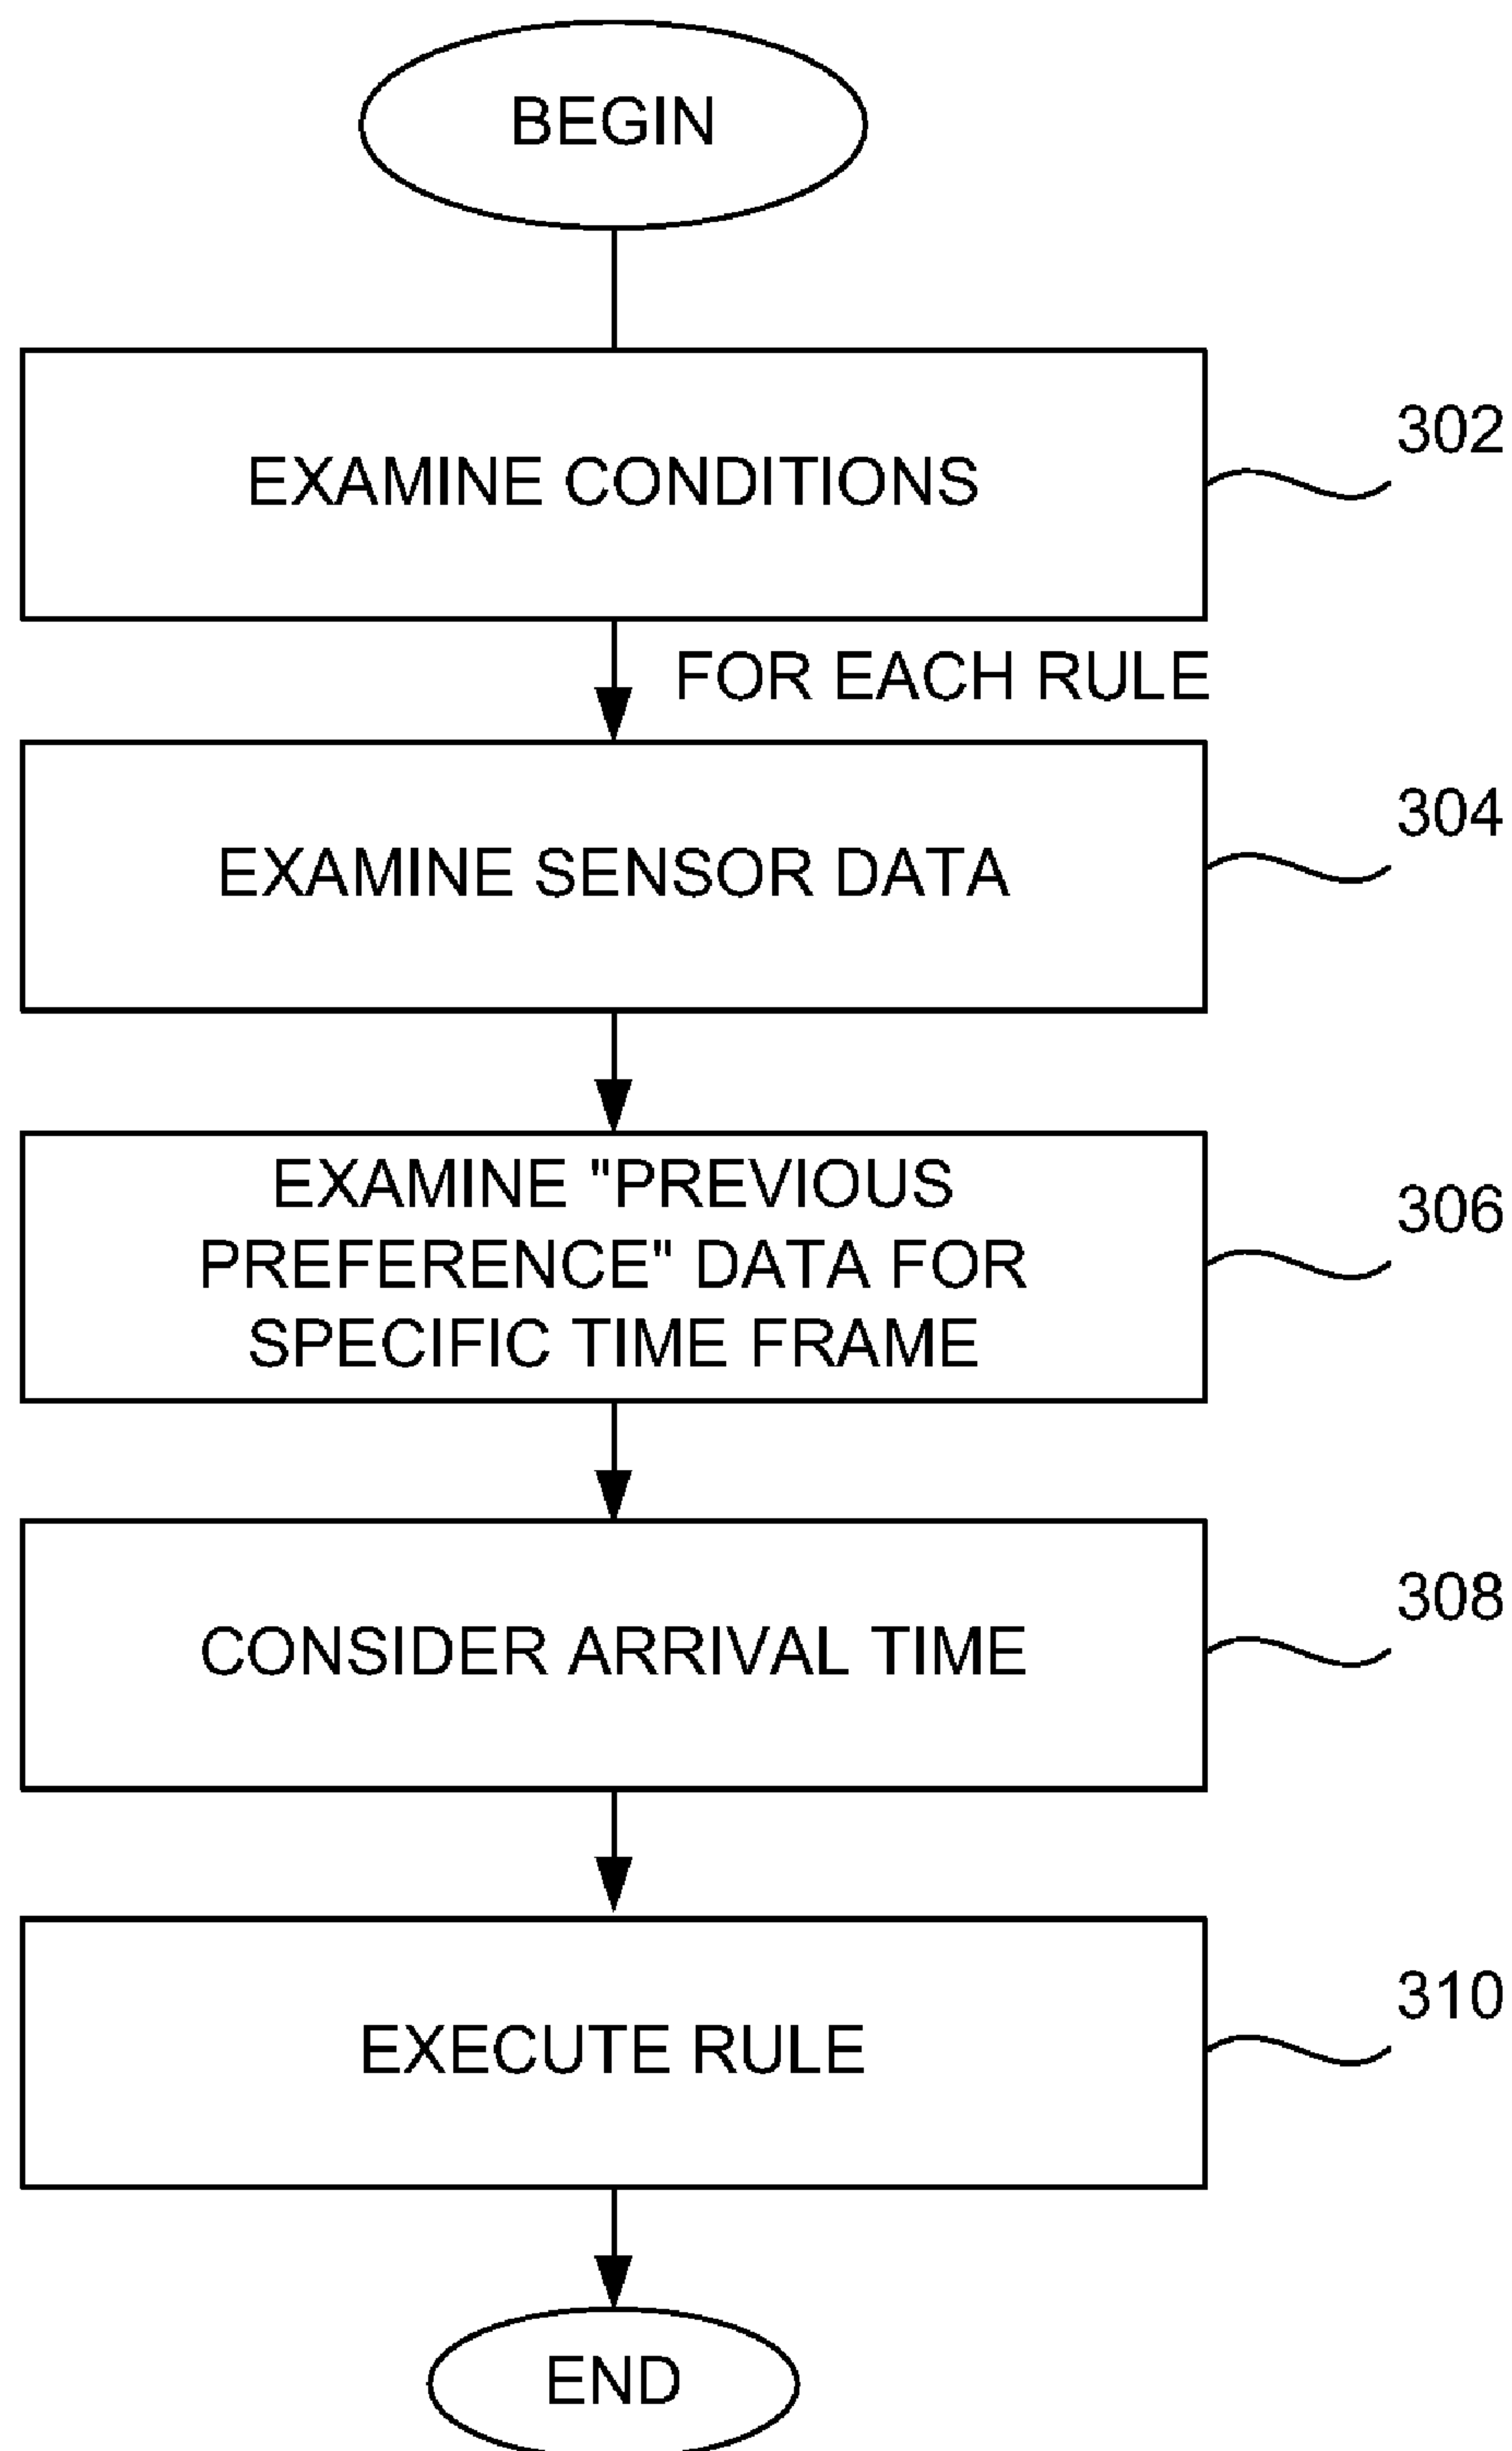 BEGIN
EXAMINE CONDITIONS
302
FOR EACH RULE
304
EXAMINE SENSOR DATA
EXAMINE "PREVIOUS
PREFERENCE" DATA FOR
SPECIFIC TIME FRAME
306
CONSIDER ARRIVAL TIME
308
EXECUTE RULE
310
END